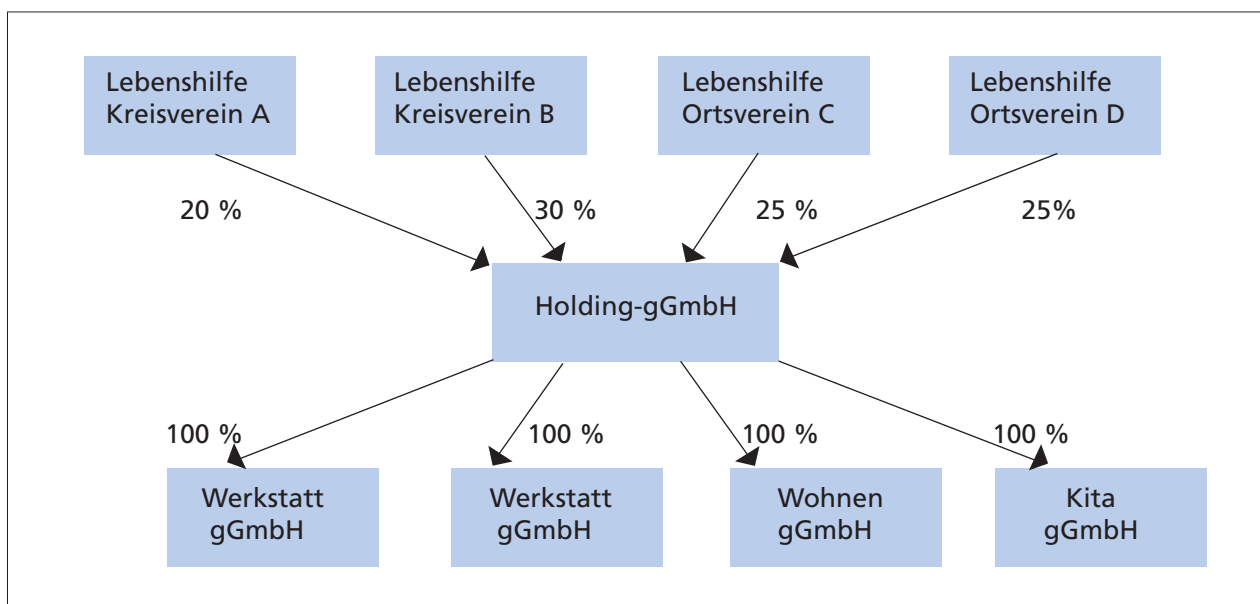 Lebenshilfe
Kreisverein A
Lebenshilfe
Kreisverein B
Lebenshilfe
Ortsverein C
Lebenshilfe
Ortsverein D
20 %
30 %
25 %
25%
Holding-gGmbH
100 %
100 %
100 %
100 %
Werkstatt
gGmbH
Werkstatt
gGmbH
Wohnen
gGmbH
Kita
gGmbH